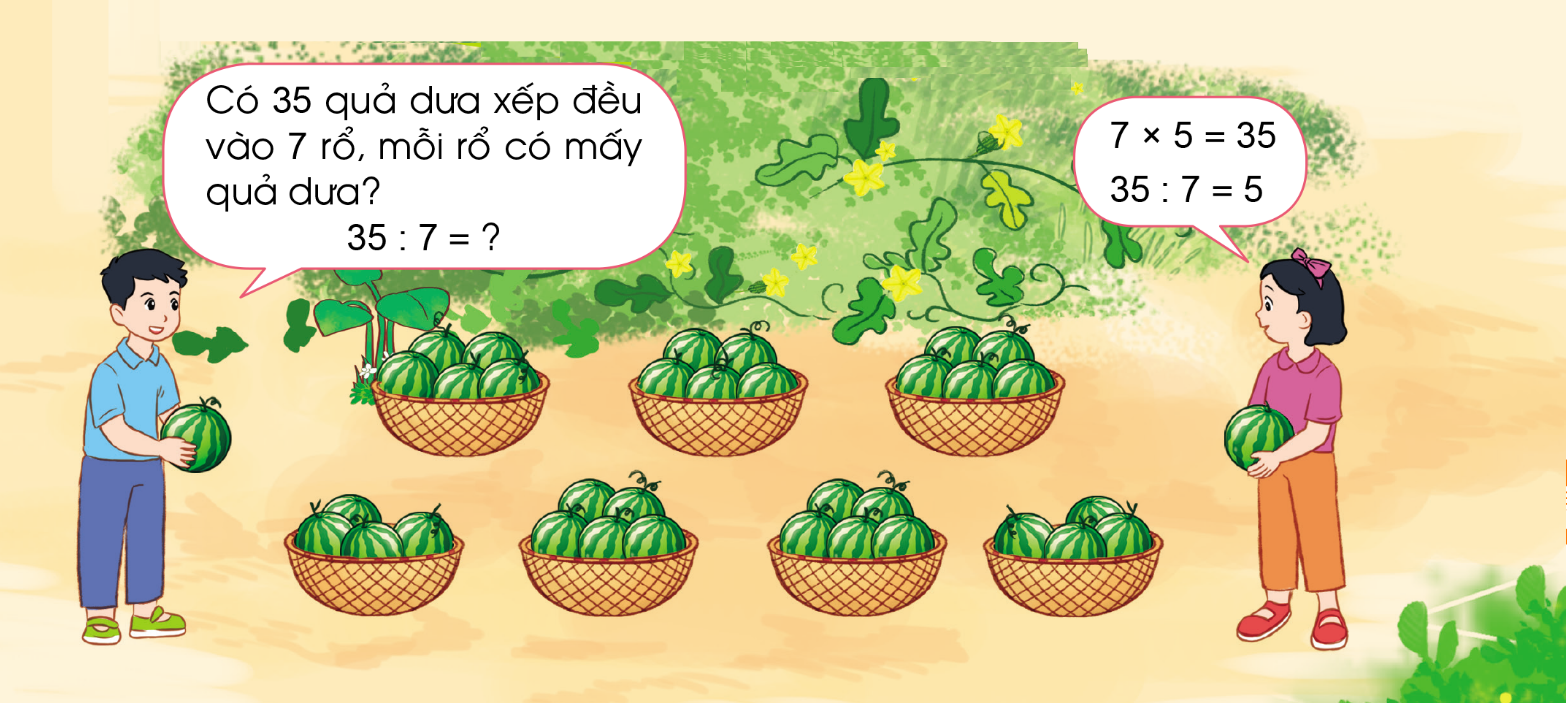 Có 35 quả dưa xếp đều
vào 7 rổ, mỗi rổ có mấy
quả dưa?
35 : 7 = ?
7 × 5 = 35
35 : 7 = 5